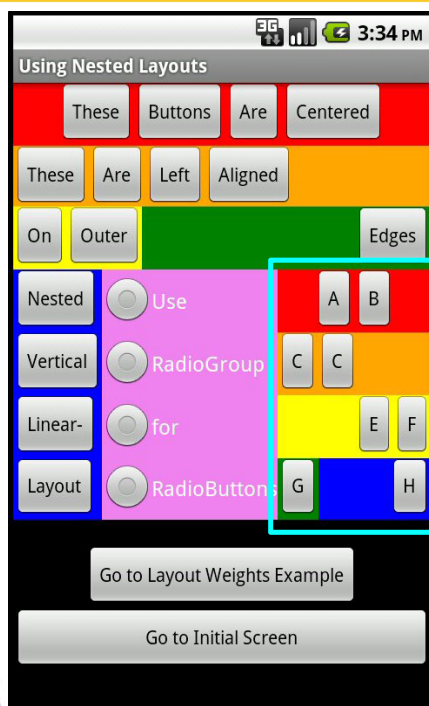 3G 3:34 PM
Using Nested Layouts
These Buttons Are Centered
These Are Left Aligned
On Outer Edges
Nested Use A B
Vertical RadioGroup C C
Linear- for E F
Layout RadioButtons G H
Go to Layout Weights Example
Go to Initial Screen